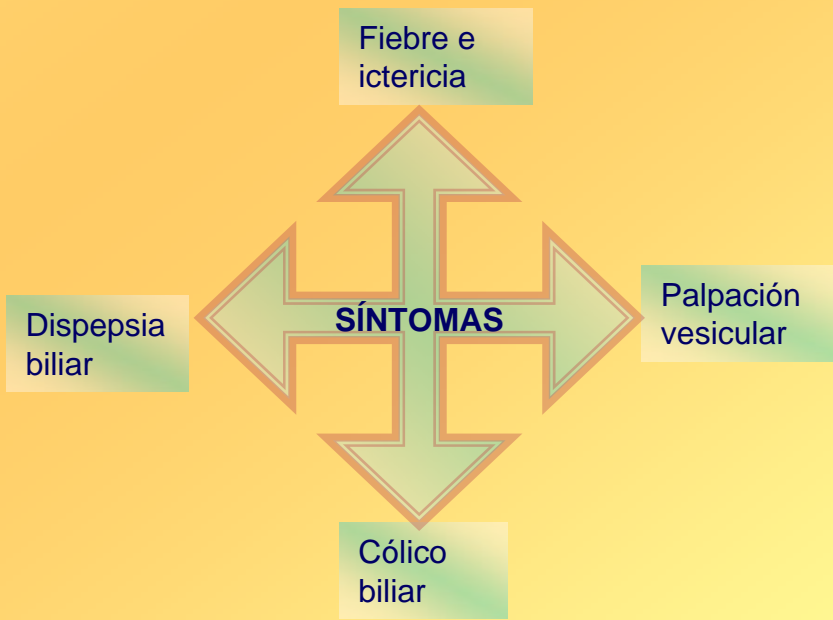 Fiebre e
ictericia
Dispepsia
biliar
SÍNTOMAS
Palpación
vesicular
Cólico
biliar